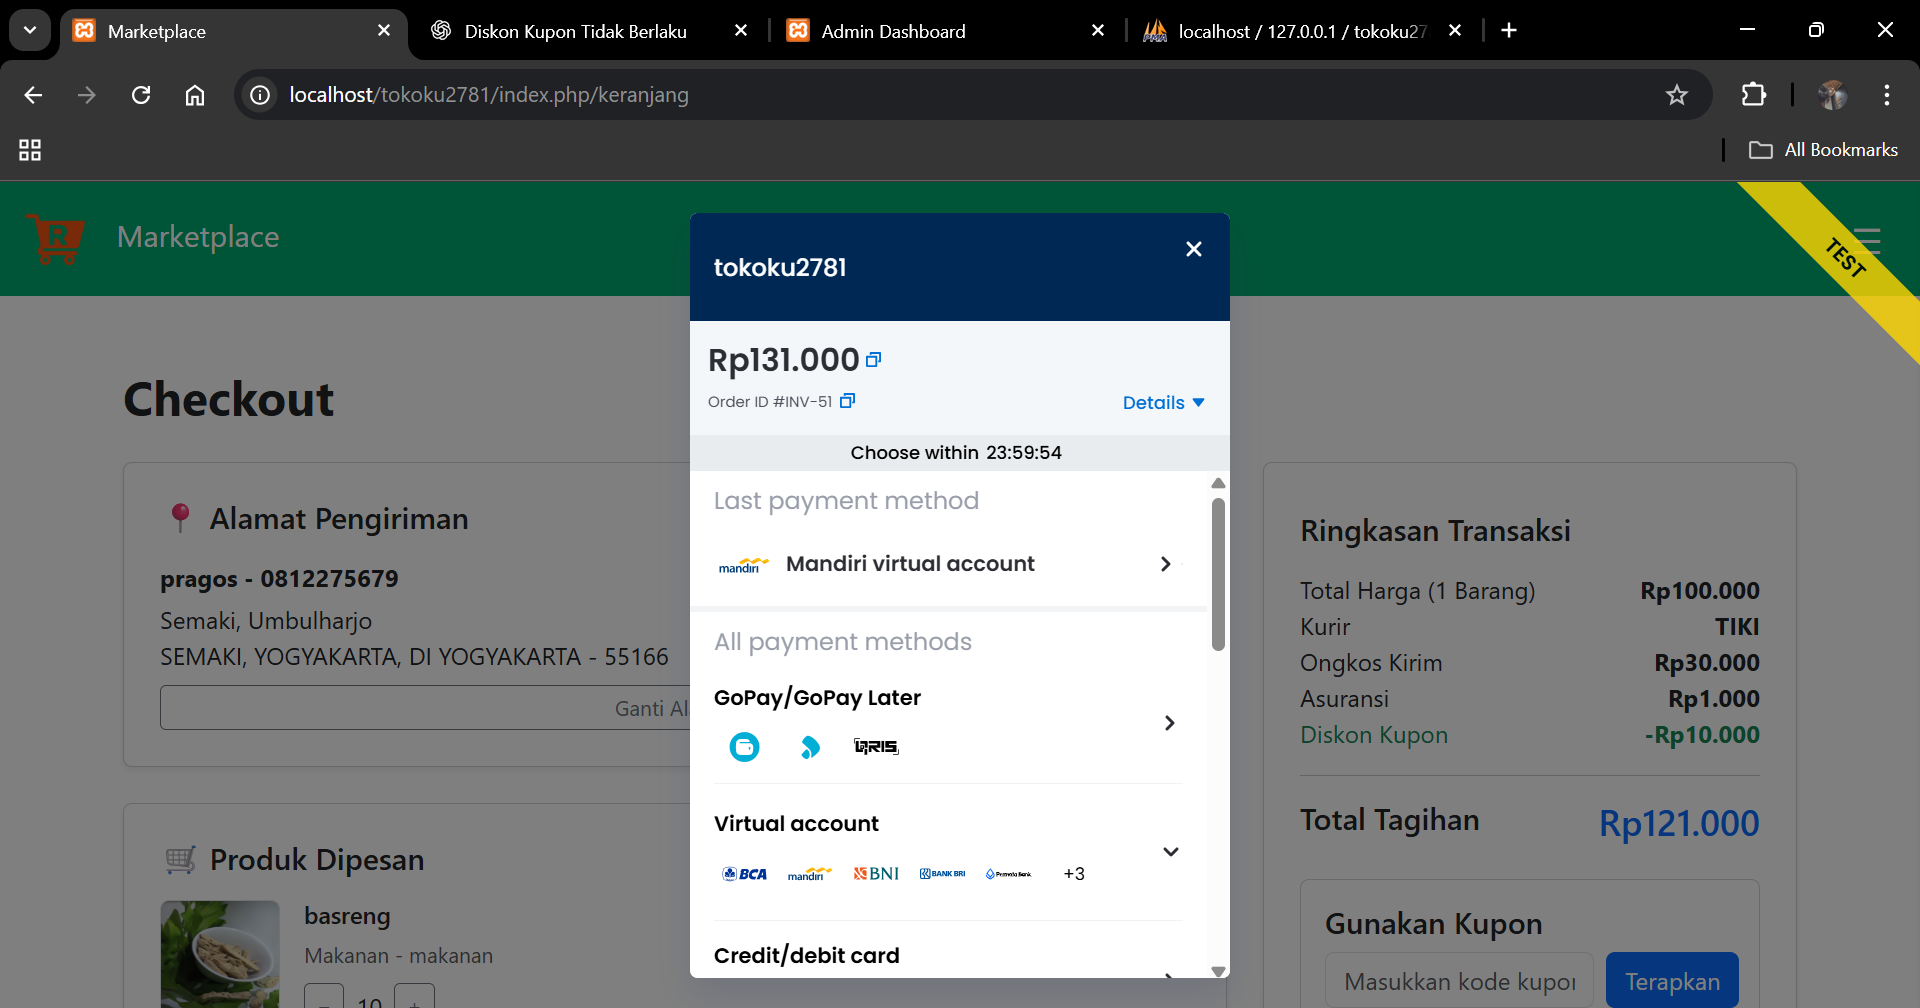 Marketplace
Diskon Kupon Tidak Berlaku
Admin Dashboard
localhost / 127.0.0.1 / tokoku27
localhost/tokoku2781/index.php/keranjang
All Bookmarks
R
Marketplace
TEST
tokoku2781
Rp131.000
Order ID #INV-51
Details
Choose within 23:59:54
Last payment method
mandiri
Mandiri virtual account
All payment methods
GoPay/GoPay Later
QRIS
Virtual account
BCA
mandiri
BNI
BANK BRI
PermataBank
+3
Credit/debit card
Checkout
Alamat Pengiriman
pragos - 0812275679
Semaki, Umbulharjo
SEMAKI, YOGYAKARTA, DI YOGYAKARTA - 55166
Ganti Al
Produk Dipesan
basreng
Makanan - makanan
- 10 +
Ringkasan Transaksi
Total Harga (1 Barang) Rp100.000
Kurir TIKI
Ongkos Kirim Rp30.000
Asuransi Rp1.000
Diskon Kupon -Rp10.000
Total Tagihan Rp121.000
Gunakan Kupon
Masukkan kode kupon
Terapkan